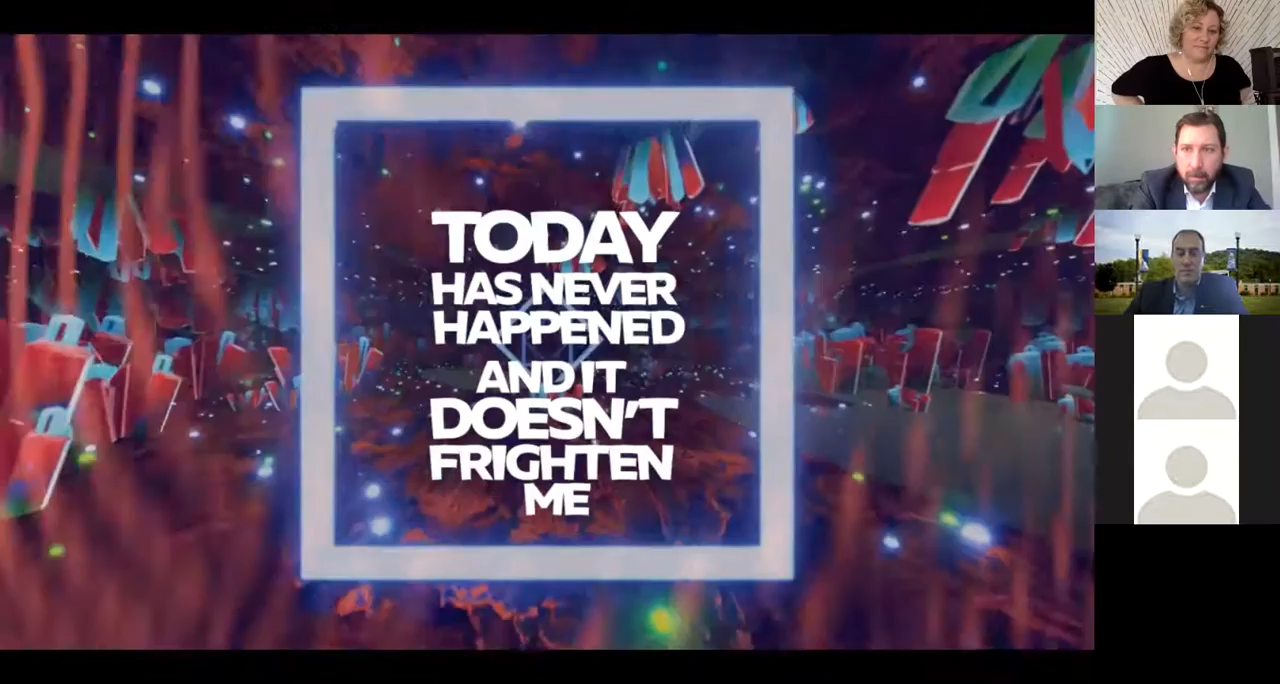 TODAY
HAS NEVER
HAPPENED
AND IT
DOESN'T
FRIGHTEN
ME